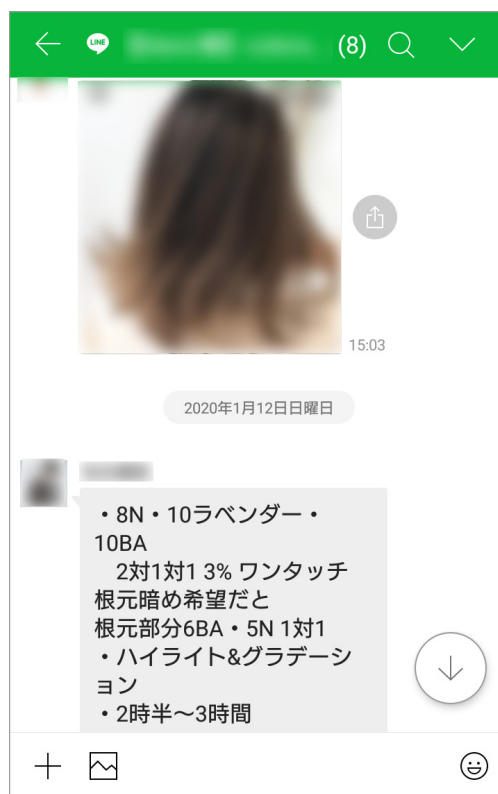 LINE
(8)
15:03
2020年1月12日日曜日
・8N・10ラベンダー・
10BA
　2対1対1 3% ワンタッチ
根元暗め希望だと
根元部分6BA・5N 1対1
・ハイライト&グラデーシ
ョン
・2時半〜3時間